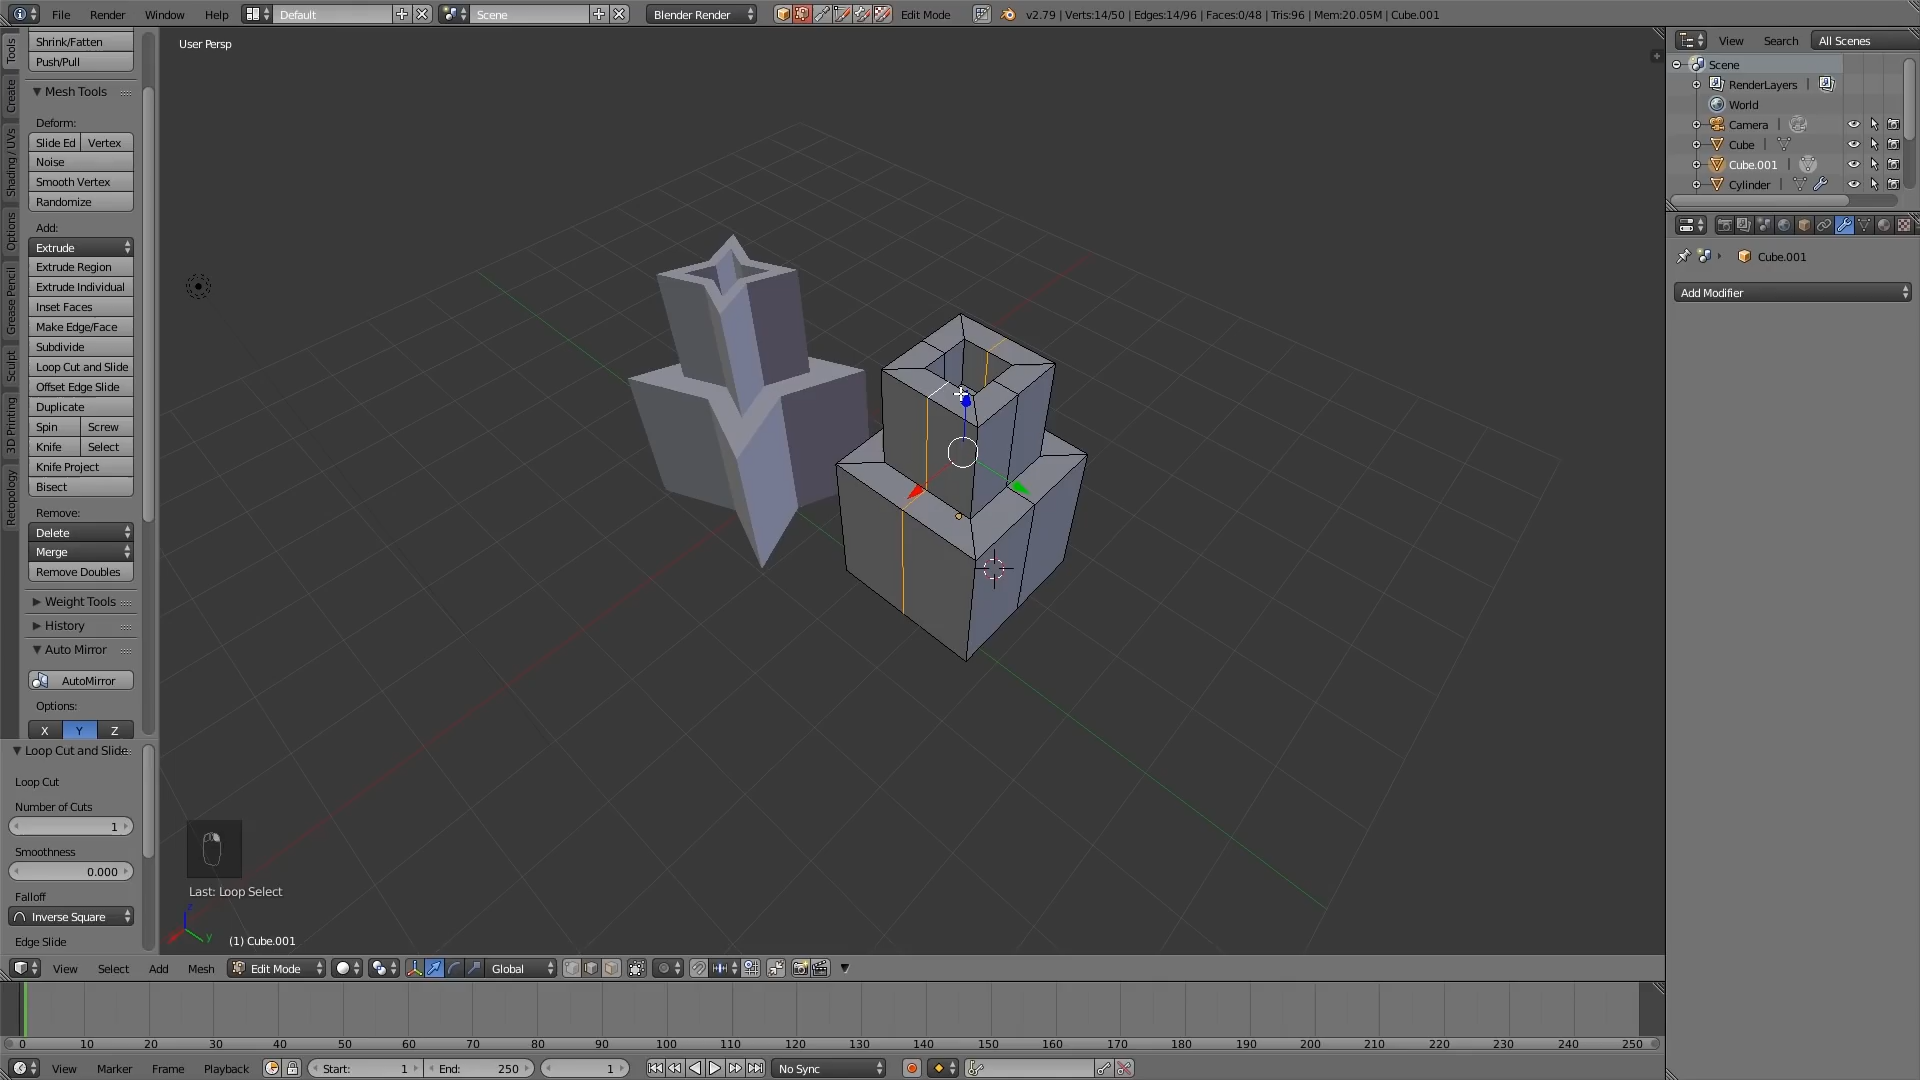 File Render Window Help Default Scene Blender Render Edit Mode v2.79 | Verts:14/50 | Edges:14/96 | Faces:0/48 | Tris:96 | Mem:20.05M | Cube.001
User Persp
View Search All Scenes
Scene
RenderLayers
World
Camera
Cube
Cube.001
Cylinder
Cube.001
Add Modifier
Tools
Create
Shading / UVs
Options
Grease Pencil
Sculpt
3D Printing
Retopology
Shrink/Fatten
Push/Pull
Mesh Tools
Deform:
Slide Ed Vertex
Noise
Smooth Vertex
Randomize
Add:
Extrude
Extrude Region
Extrude Individual
Inset Faces
Make Edge/Face
Subdivide
Loop Cut and Slide
Offset Edge Slide
Duplicate
Spin Screw
Knife Select
Knife Project
Bisect
Remove:
Delete
Merge
Remove Doubles
Weight Tools
History
Auto Mirror
AutoMirror
Options:
X Y Z
Loop Cut and Slide
Loop Cut
Number of Cuts
1
Smoothness
0.000
Falloff
Inverse Square
Edge Slide
Last: Loop Select
z
y
(1) Cube.001
View Select Add Mesh Edit Mode Global
0 10 20 30 40 50 60 70 80 90 100 110 120 130 140 150 160 170 180 190 200 210 220 230 240 250
View Marker Frame Playback Start: 1 End: 250 1 No Sync